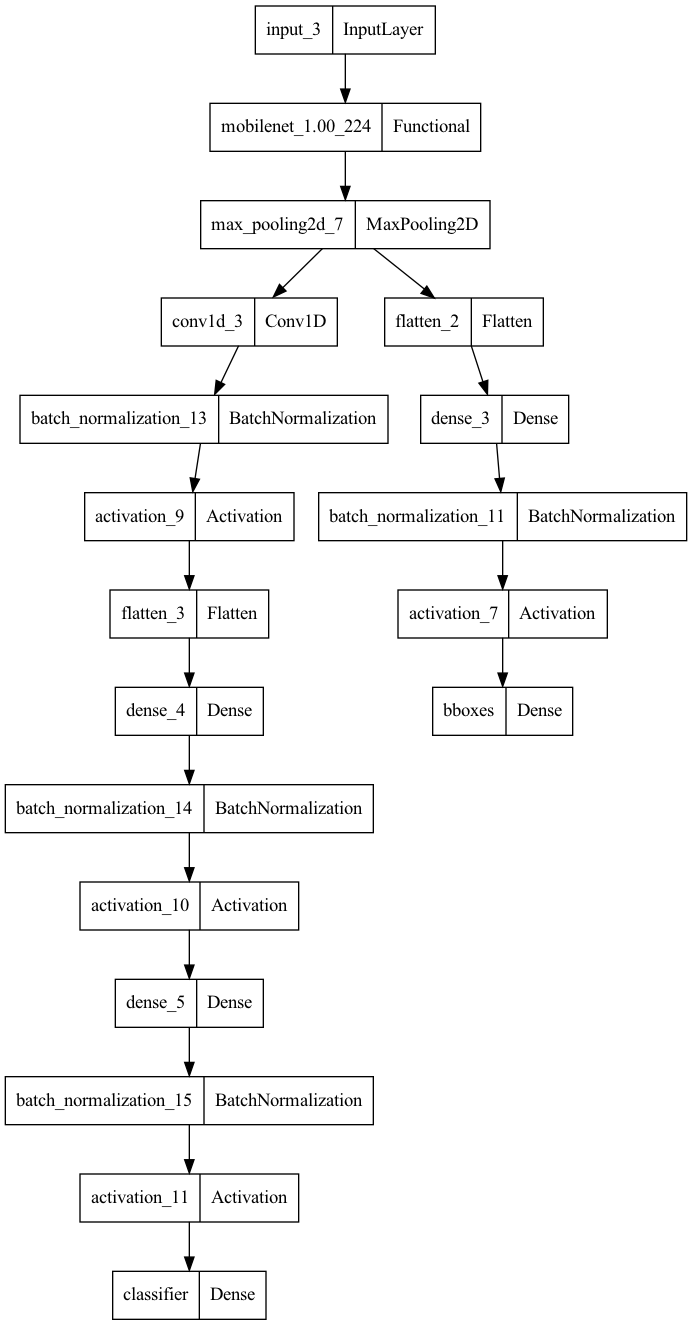 input_3 InputLayer
mobilenet_1.00_224 Functional
max_pooling2d_7 MaxPooling2D
conv1d_3 Conv1D
flatten_2 Flatten
batch_normalization_13 BatchNormalization
dense_3 Dense
activation_9 Activation
batch_normalization_11 BatchNormalization
flatten_3 Flatten
activation_7 Activation
dense_4 Dense
bboxes Dense
batch_normalization_14 BatchNormalization
activation_10 Activation
dense_5 Dense
batch_normalization_15 BatchNormalization
activation_11 Activation
classifier Dense